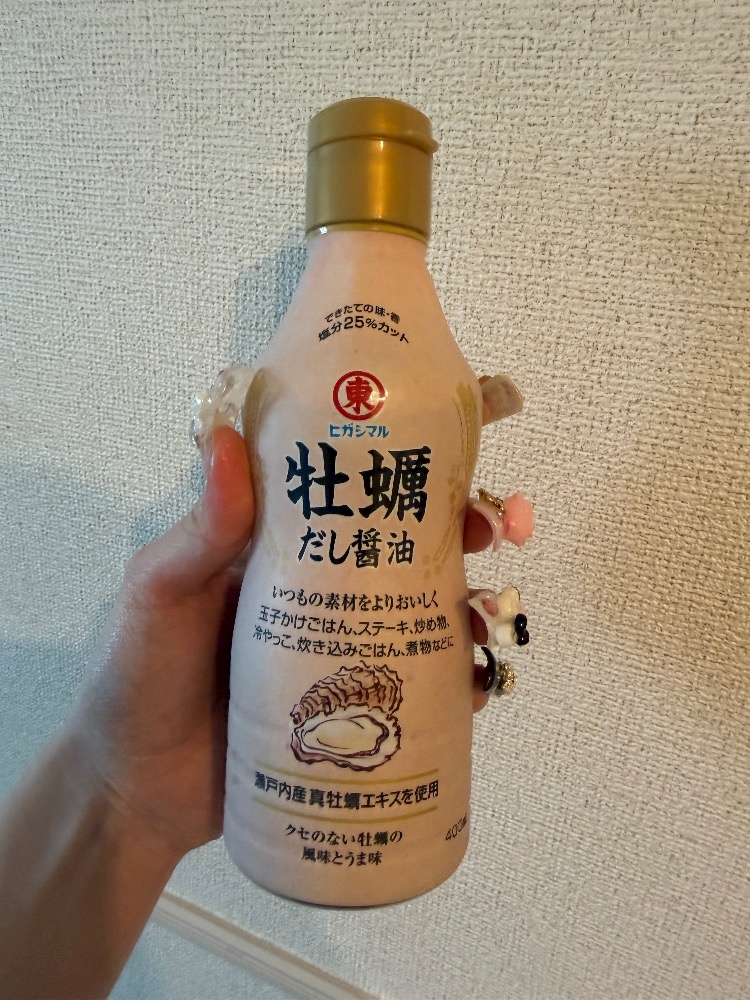 できたての味・香
塩分25%カット
東
ヒガシマル
牡蠣
だし醤油
いつもの素材をよりおいしく
玉子かけごはん、ステーキ、炒め物、
冷やっこ、炊き込みごはん、煮物などに
瀬戸内産真牡蠣エキスを使用
クセのない牡蠣の
風味とうま味